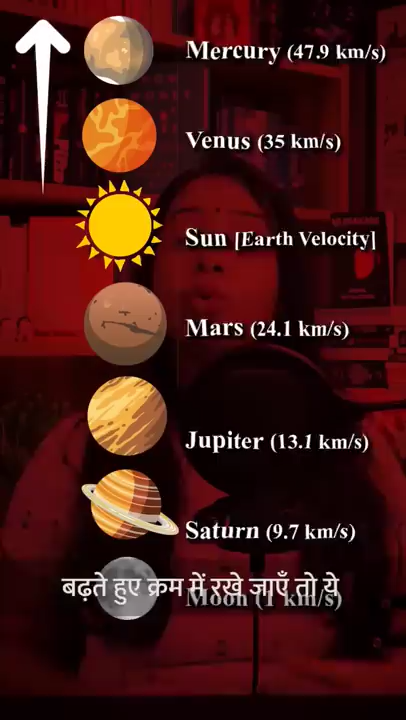 Mercury (47.9 km/s)
Venus (35 km/s)
Sun [Earth Velocity]
Mars (24.1 km/s)
Jupiter (13.1 km/s)
Saturn (9.7 km/s)
बढ़ते हुए क्रम में रखे जाएँ तो ये
Moon (1 km/s)